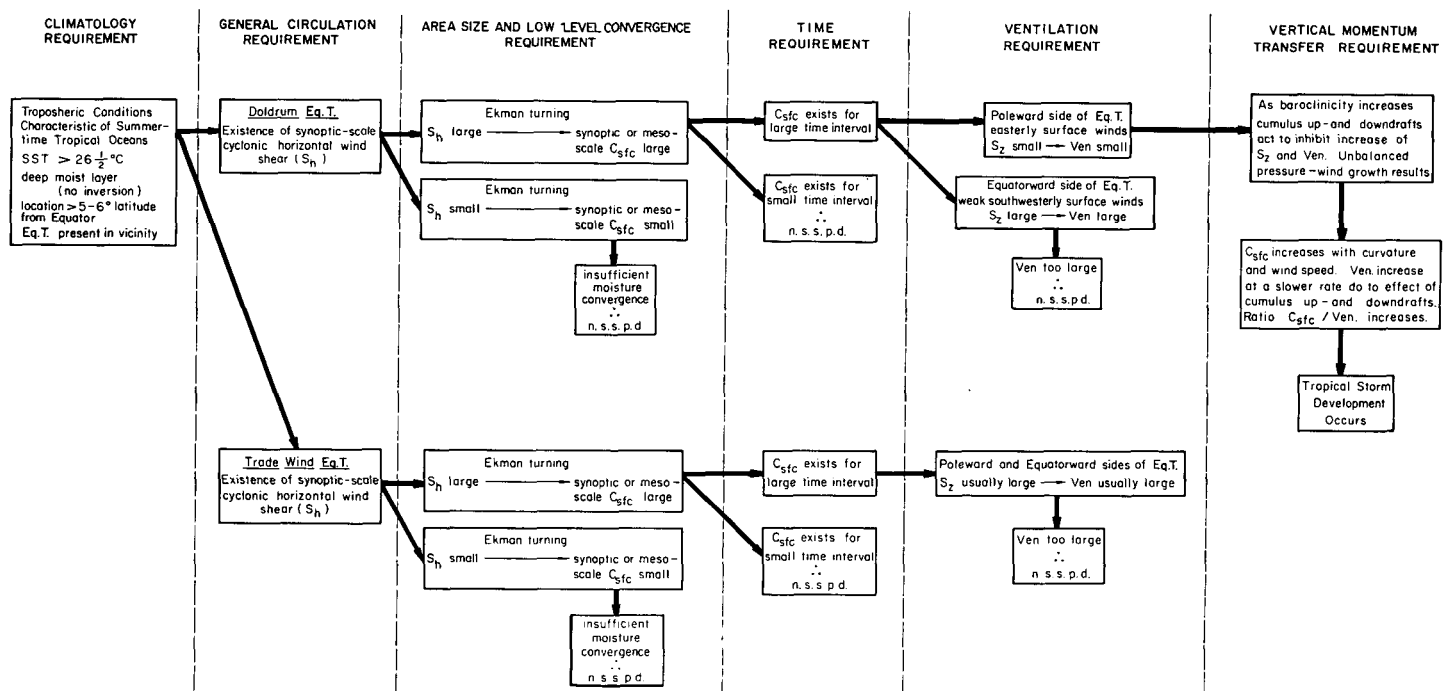 CLIMATOLOGY
REQUIREMENT
GENERAL CIRCULATION
REQUIREMENT
AREA SIZE AND LOW LEVEL CONVERGENCE
REQUIREMENT
TIME
REQUIREMENT
VENTILATION
REQUIREMENT
VERTICAL MOMENTUM
TRANSFER REQUIREMENT
Tropospheric Conditions
Characteristic of Summer-
time Tropical Oceans
SST > 26 1/2 °C
deep moist layer
(no inversion)
location > 5-6° latitude
from Equator
Eq.T. present in vicinity
Doldrum Eq.T.
Existence of synoptic-scale
cyclonic horizontal wind
shear (Sh)
Ekman turning
Sh large → synoptic or meso-
scale Csfc large
Ekman turning
Sh small → synoptic or meso-
scale Csfc small
insufficient
moisture
convergence
∴
n. s. s. p. d
Csfc exists for
large time interval
Csfc exists for
small time interval
∴
n. s. s. p. d.
Poleward side of Eq.T.
easterly surface winds
Sz small → Ven small
Equatorward side of Eq.T.
weak southwesterly surface winds
Sz large → Ven large
Ven too large
∴
n. s. s. p. d.
As baroclinicity increases
cumulus up-and downdrafts
act to inhibit increase of
Sz and Ven. Unbalanced
pressure-wind growth results
Csfc increases with curvature
and wind speed. Ven. increase
at a slower rate do to effect of
cumulus up-and downdrafts.
Ratio Csfc / Ven. increases.
Tropical Storm
Development
Occurs
Trade Wind Eq.T.
Existence of synoptic-scale
cyclonic horizontal wind
shear (Sh)
Ekman turning
Sh large → synoptic or meso-
scale Csfc large
Ekman turning
Sh small → synoptic or meso-
scale Csfc small
insufficient
moisture
convergence
∴
n s s p d
Csfc exists for
large time interval
Csfc exists for
small time interval
∴
n. s. s p d.
Poleward and Equatorward sides of Eq.T.
Sz usually large → Ven usually large
Ven too large
∴
n s. s. p. d.